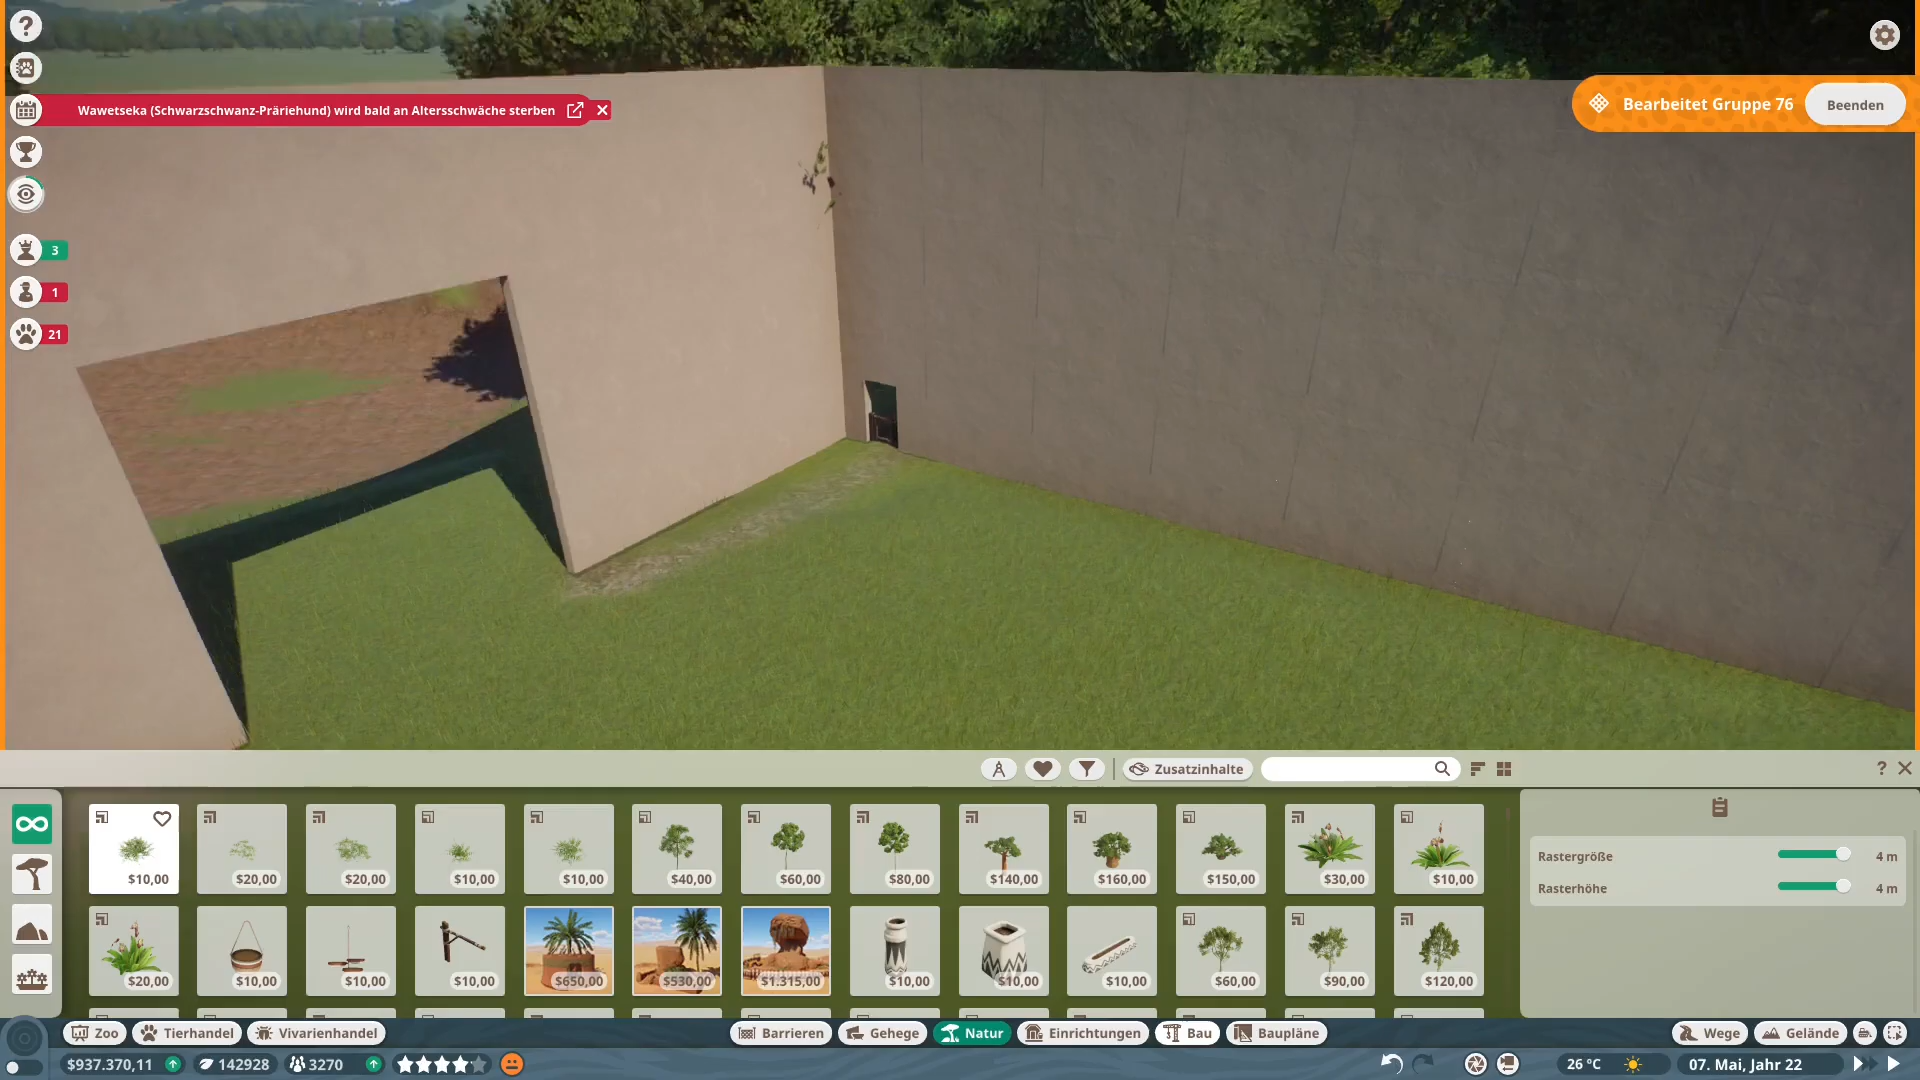 Wawetseka (Schwarzschwanz-Präriehund) wird bald an Altersschwäche sterben
Bearbeitet Gruppe 76
Beenden
3
1
21
Zusatzinhalte
?
$10,00
$20,00
$20,00
$10,00
$10,00
$40,00
$60,00
$80,00
$140,00
$160,00
$150,00
$30,00
$10,00
$20,00
$10,00
$10,00
$10,00
$650,00
$530,00
$1.315,00
$10,00
$10,00
$10,00
$60,00
$90,00
$120,00
Rastergröße 4 m
Rasterhöhe 4 m
Zoo
Tierhandel
Vivarienhandel
Barrieren
Gehege
Natur
Einrichtungen
Bau
Baupläne
Wege
Gelände
$937.370,11
142928
3270
26 °C
07. Mai, Jahr 22